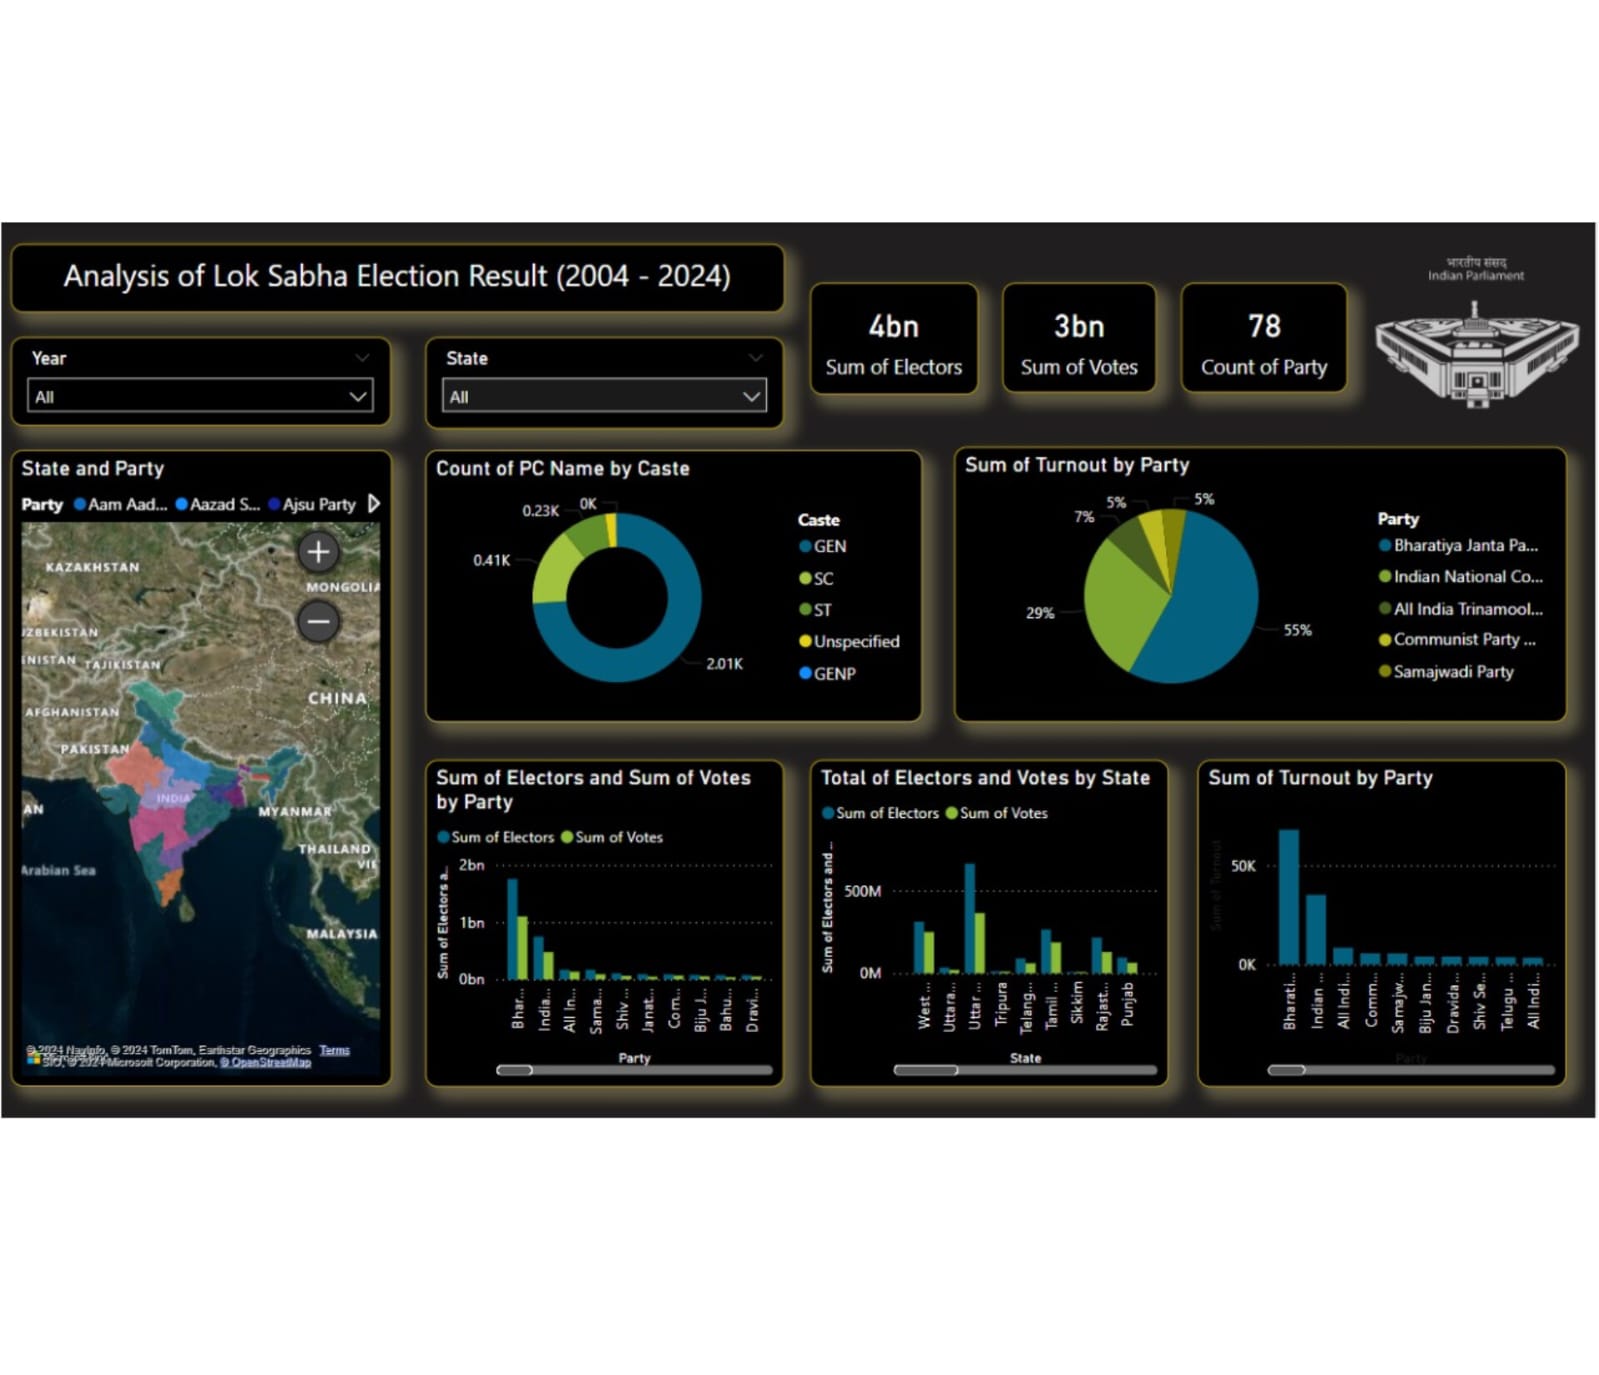 Analysis of Lok Sabha Election Result (2004 - 2024)
4bn
Sum of Electors
3bn
Sum of Votes
78
Count of Party
भारतीय संसद
Indian Parliament
Year
All
State
All
State and Party
Party Aam Aad... Aazad S... Ajsu Party
KAZAKHSTAN
MONGOLIA
UZBEKISTAN
ENISTAN TAJIKISTAN
CHINA
AFGHANISTAN
PAKISTAN
INDIA
AN
MYANMAR
THAILAND
VIE
Arabian Sea
MALAYSIA
© 2024 NavInfo, © 2024 TomTom, Earthstar Geographics Terms
SIO, © 2024 Microsoft Corporation, © OpenStreetMap
Count of PC Name by Caste
0K
0.23K
0.41K
2.01K
Caste
GEN
SC
ST
Unspecified
GENP
Sum of Turnout by Party
5%
5%
7%
29%
55%
Party
Bharatiya Janta Pa...
Indian National Co...
All India Trinamool...
Communist Party ...
Samajwadi Party
Sum of Electors and Sum of Votes
by Party
Sum of Electors Sum of Votes
Sum of Electors a...
2bn
1bn
0bn
Bhar...
India...
All In...
Sama...
Shiv ...
Janat...
Com...
Biju J...
Bahu...
Dravi...
Party
Total of Electors and Votes by State
Sum of Electors Sum of Votes
Sum of Electors and ...
500M
0M
West ...
Uttara...
Uttar ...
Tripura
Telang...
Tamil ...
Sikkim
Rajast...
Punjab
State
Sum of Turnout by Party
Sum of Turnout
50K
0K
Bharati...
Indian ...
All Indi...
Comm...
Samajw...
Biju Jan...
Dravida...
Shiv Se...
Telugu ...
All Indi...
Party